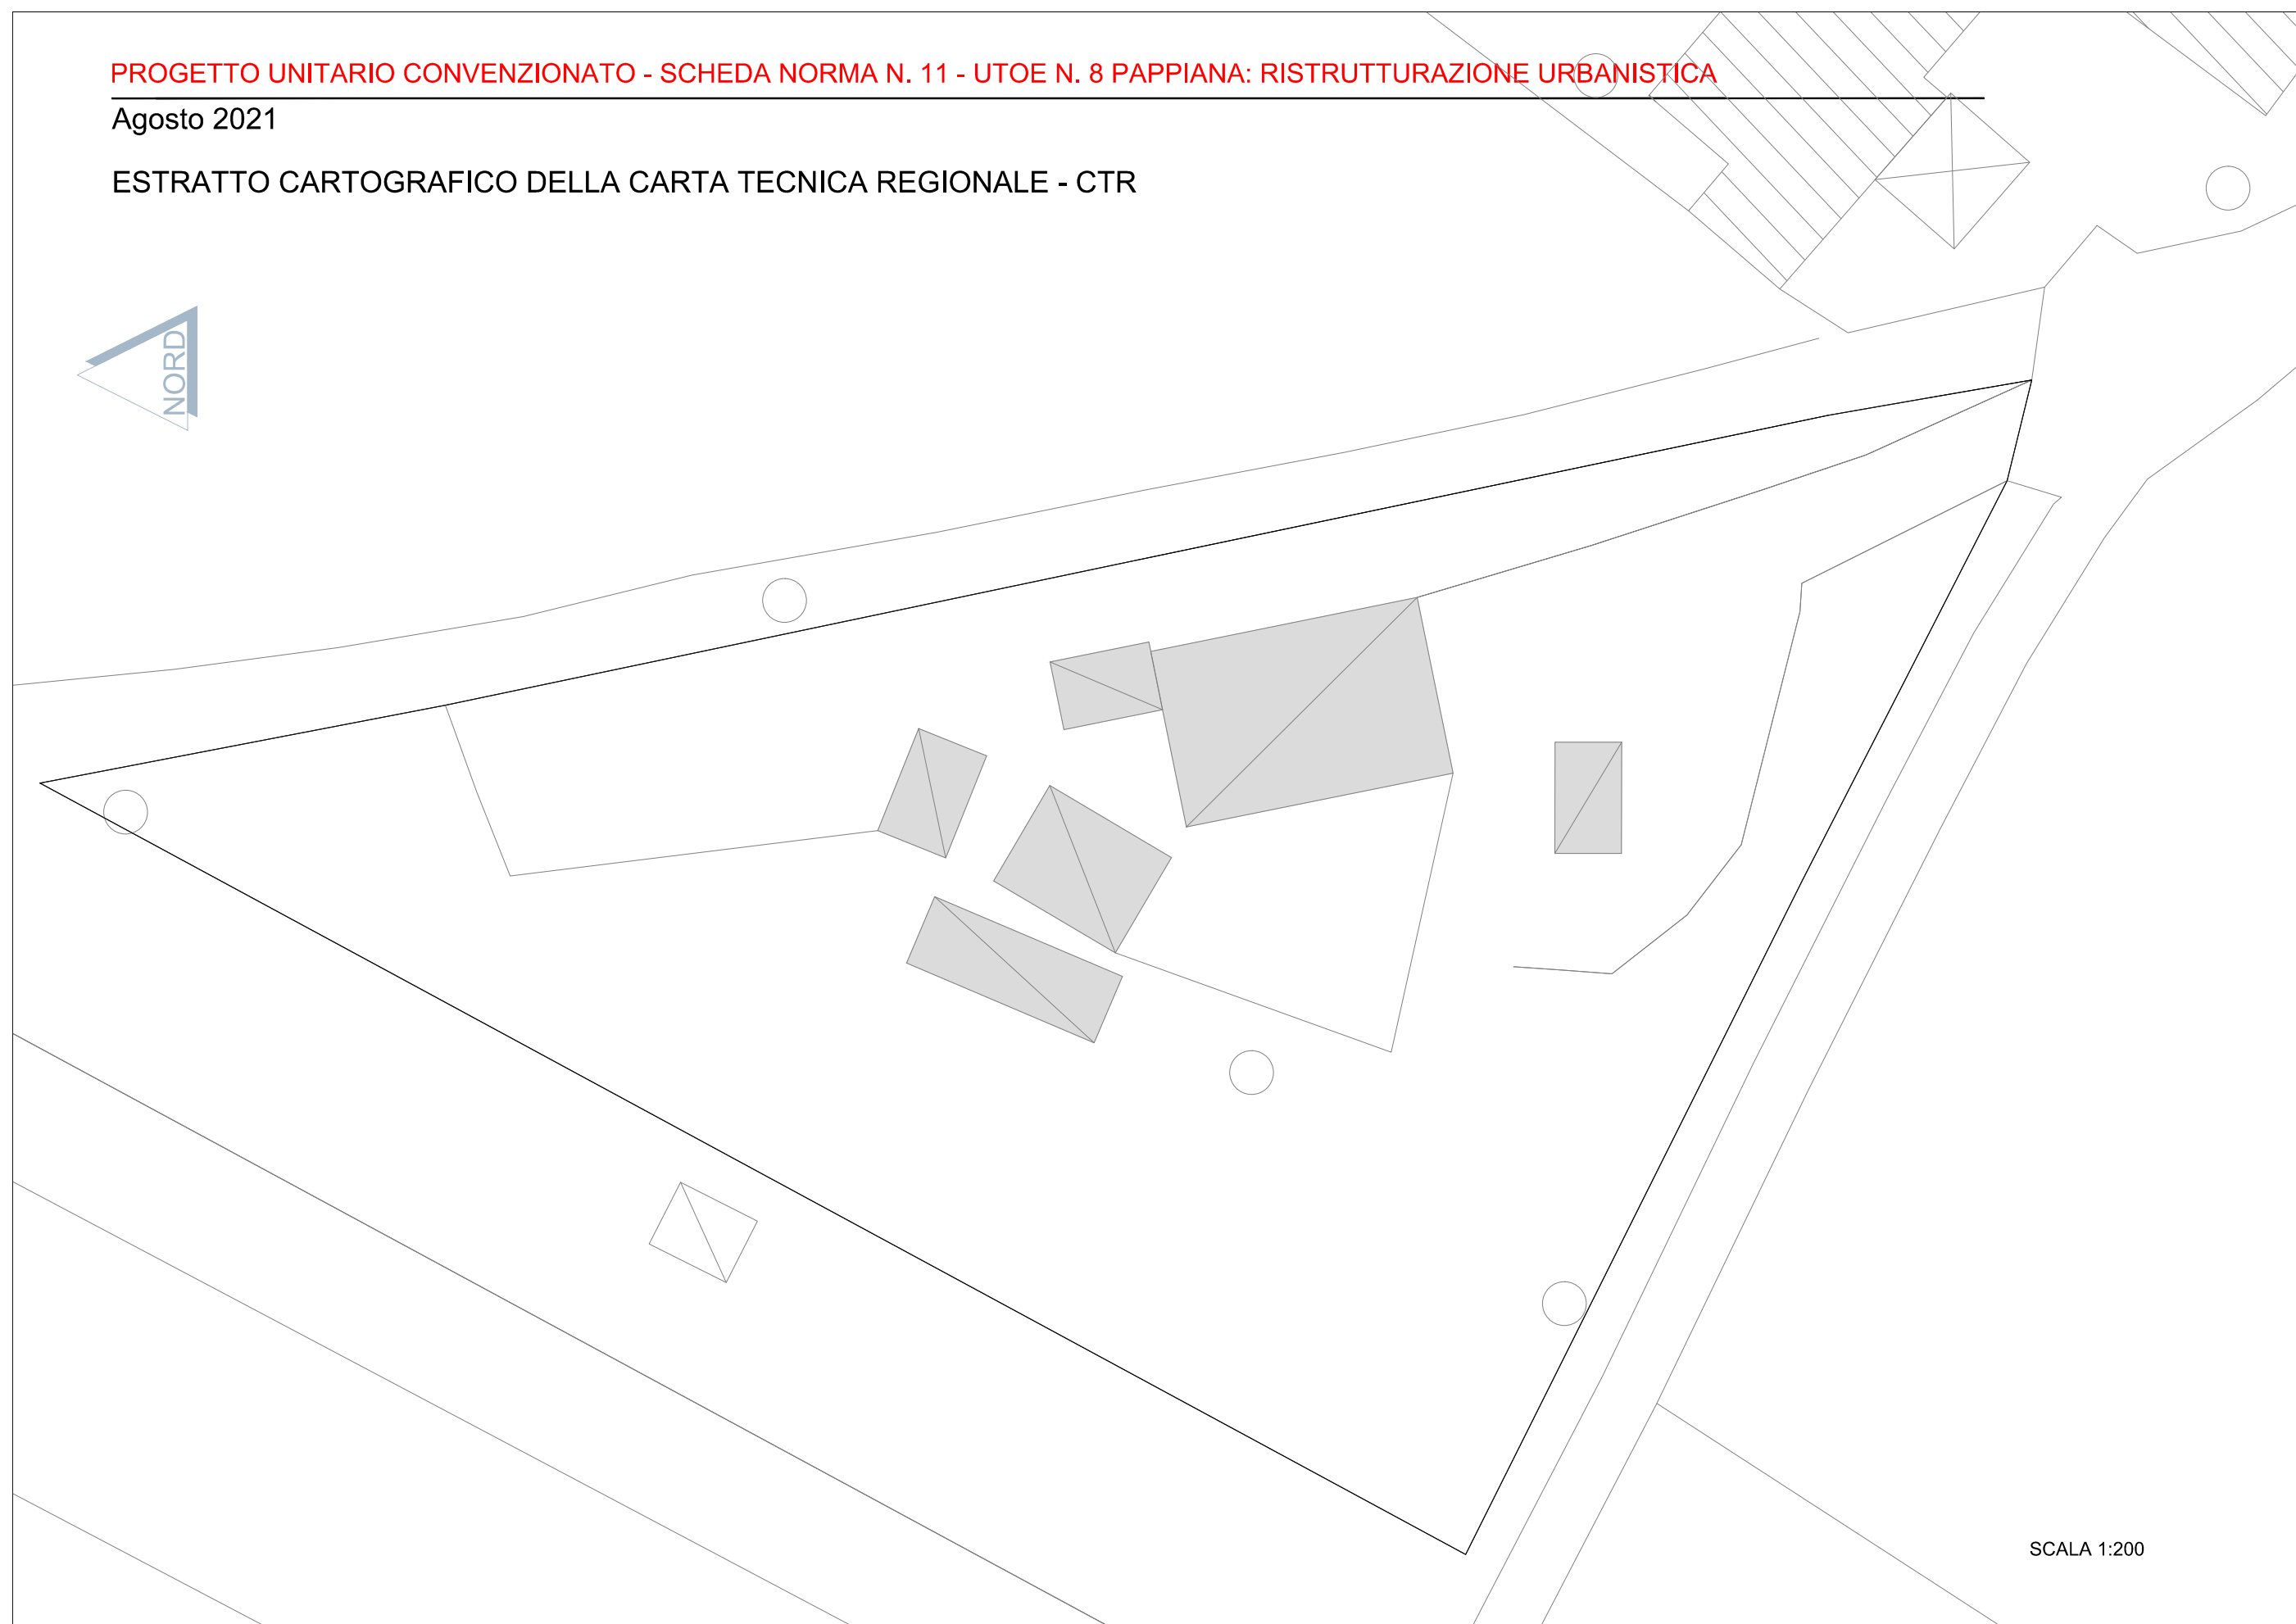 PROGETTO UNITARIO CONVENZIONATO - SCHEDA NORMA N. 11 - UTOE N. 8 PAPPIANA: RISTRUTTURAZIONE URBANISTICA
Agosto 2021
ESTRATTO CARTOGRAFICO DELLA CARTA TECNICA REGIONALE - CTR
NORD
SCALA 1:200